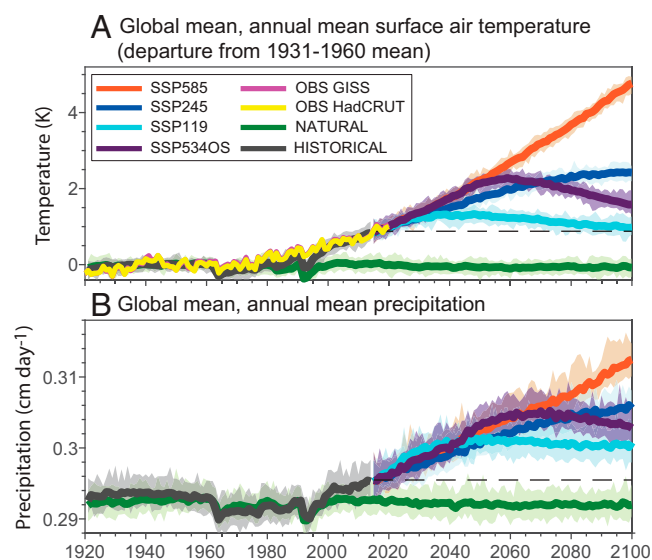 A Global mean, annual mean surface air temperature
(departure from 1931-1960 mean)
Temperature (K)
4
2
0
SSP585
SSP245
SSP119
SSP534OS
OBS GISS
OBS HadCRUT
NATURAL
HISTORICAL
B Global mean, annual mean precipitation
Precipitation (cm day-1)
0.31
0.3
0.29
1920 1940 1960 1980 2000 2020 2040 2060 2080 2100